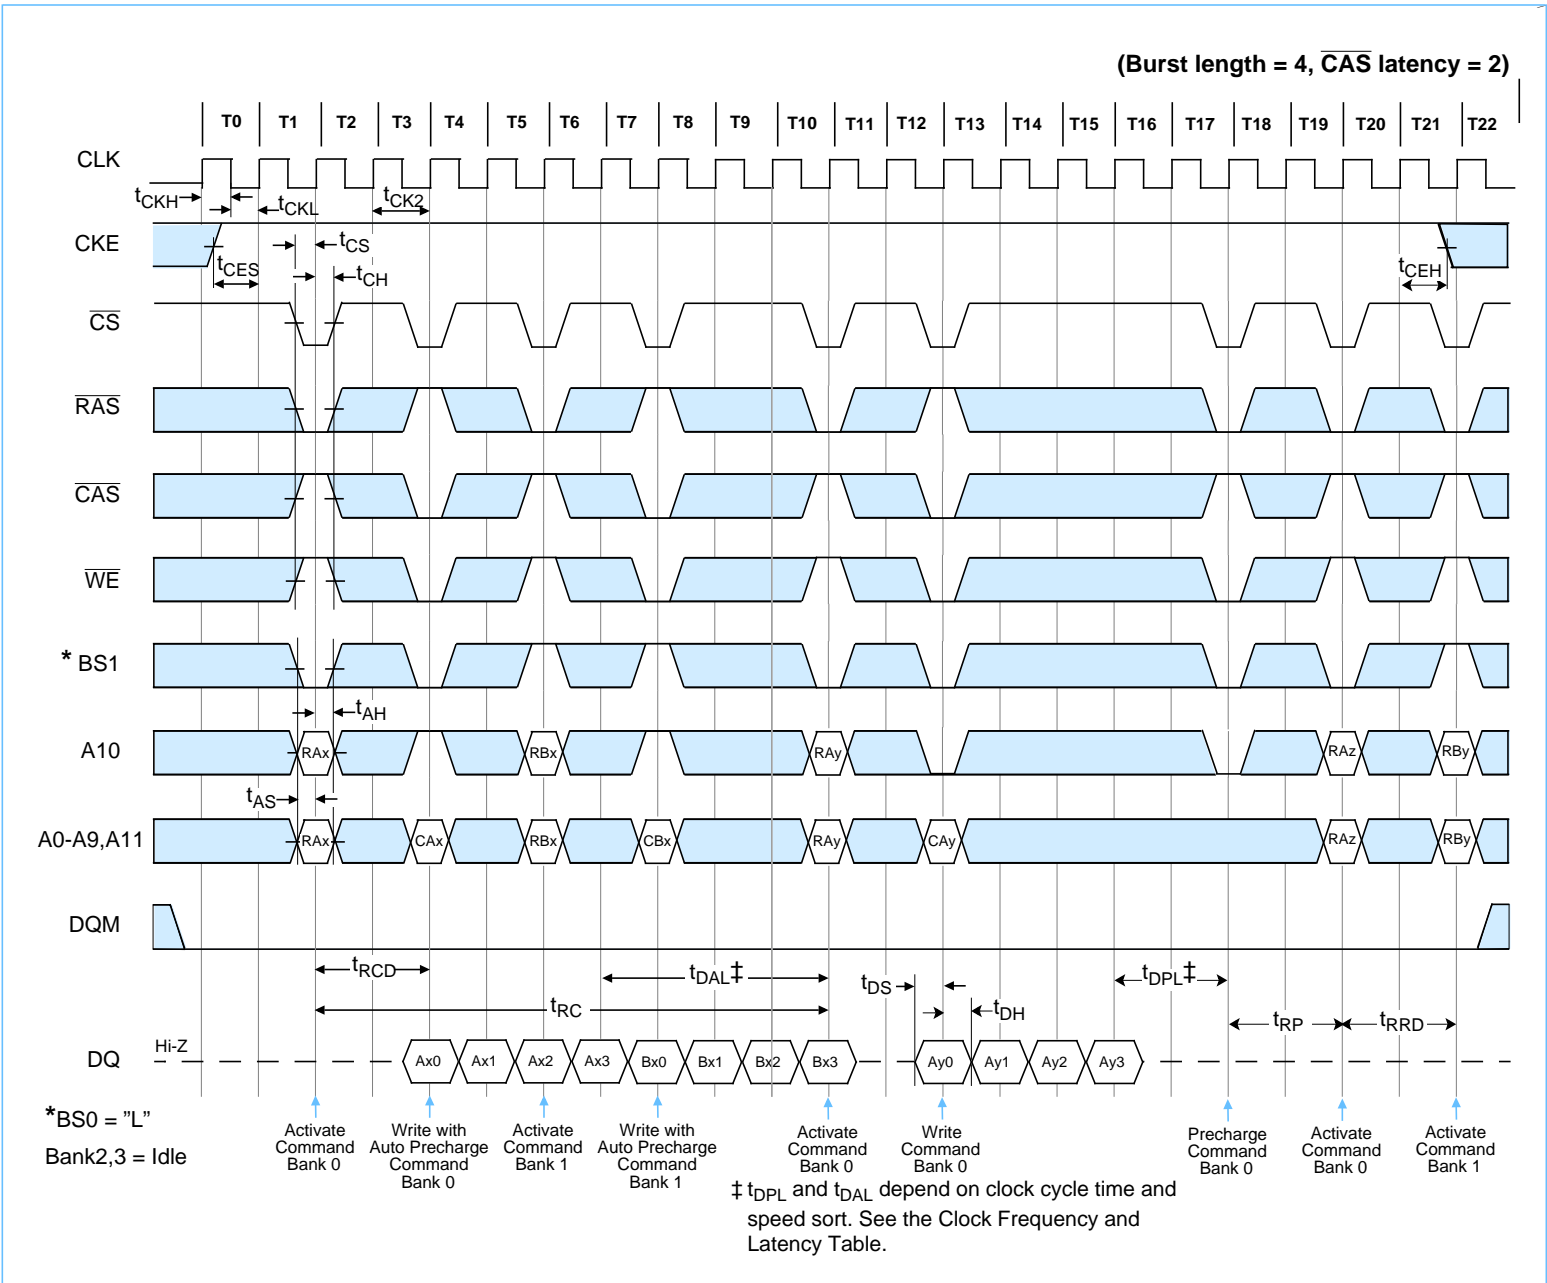 (Burst length = 4, CAS latency = 2)
T0 T1 T2 T3 T4 T5 T6 T7 T8 T9 T10 T11 T12 T13 T14 T15 T16 T17 T18 T19 T20 T21 T22
CLK
tCKH tCKL tCK2
CKE
tCS
tCES
tCH
tCEH
CS
RAS
CAS
WE
* BS1
tAH
A10
RAx RBx RAy RAz RBy
tAS
A0-A9,A11
RAx CAx RBx CBx RAy CAy RAz RBy
DQM
tRCD tDAL‡ tDS tDPL‡
tRC tDH tRP tRRD
DQ
Hi-Z
Ax0 Ax1 Ax2 Ax3 Bx0 Bx1 Bx2 Bx3 Ay0 Ay1 Ay2 Ay3
*BS0 = ”L”
Bank2,3 = Idle
Activate
Command
Bank 0
Write with
Auto Precharge
Command
Bank 0
Activate
Command
Bank 1
Write with
Auto Precharge
Command
Bank 1
Activate
Command
Bank 0
Write
Command
Bank 0
Precharge
Command
Bank 0
Activate
Command
Bank 0
Activate
Command
Bank 1
‡ tDPL and tDAL depend on clock cycle time and
speed sort. See the Clock Frequency and
Latency Table.